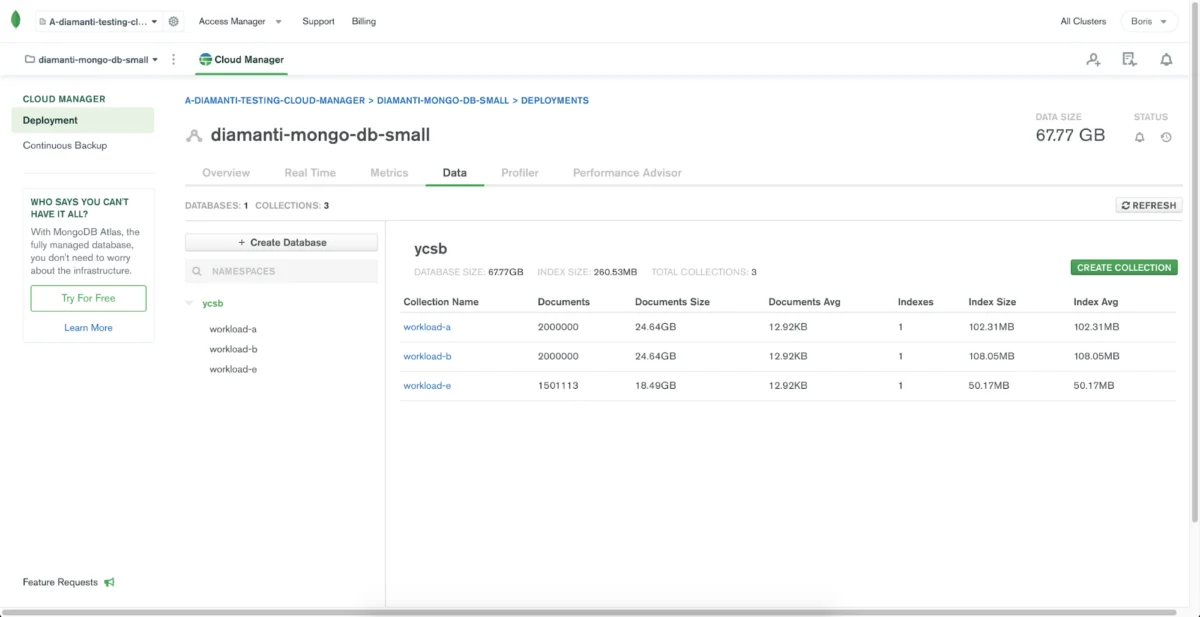 A-diamanti-testing-cl...
Access Manager
Support
Billing
All Clusters
Boris
diamanti-mongo-db-small
Cloud Manager
CLOUD MANAGER
Deployment
Continuous Backup
WHO SAYS YOU CAN'T
HAVE IT ALL?
With MongoDB Atlas, the
fully managed database,
you don't need to worry
about the infrastructure.
Try For Free
Learn More
Feature Requests
A-DIAMANTI-TESTING-CLOUD-MANAGER > DIAMANTI-MONGO-DB-SMALL > DEPLOYMENTS
diamanti-mongo-db-small
DATA SIZE
67.77 GB
STATUS
Overview Real Time Metrics Data Profiler Performance Advisor
DATABASES: 1 COLLECTIONS: 3
REFRESH
+ Create Database
NAMESPACES
ycsb
workload-a
workload-b
workload-e
ycsb
DATABASE SIZE: 67.77GB INDEX SIZE: 260.53MB TOTAL COLLECTIONS: 3
CREATE COLLECTION
Collection Name Documents Documents Size Documents Avg Indexes Index Size Index Avg
workload-a 2000000 24.64GB 12.92KB 1 102.31MB 102.31MB
workload-b 2000000 24.64GB 12.92KB 1 108.05MB 108.05MB
workload-e 1501113 18.49GB 12.92KB 1 50.17MB 50.17MB